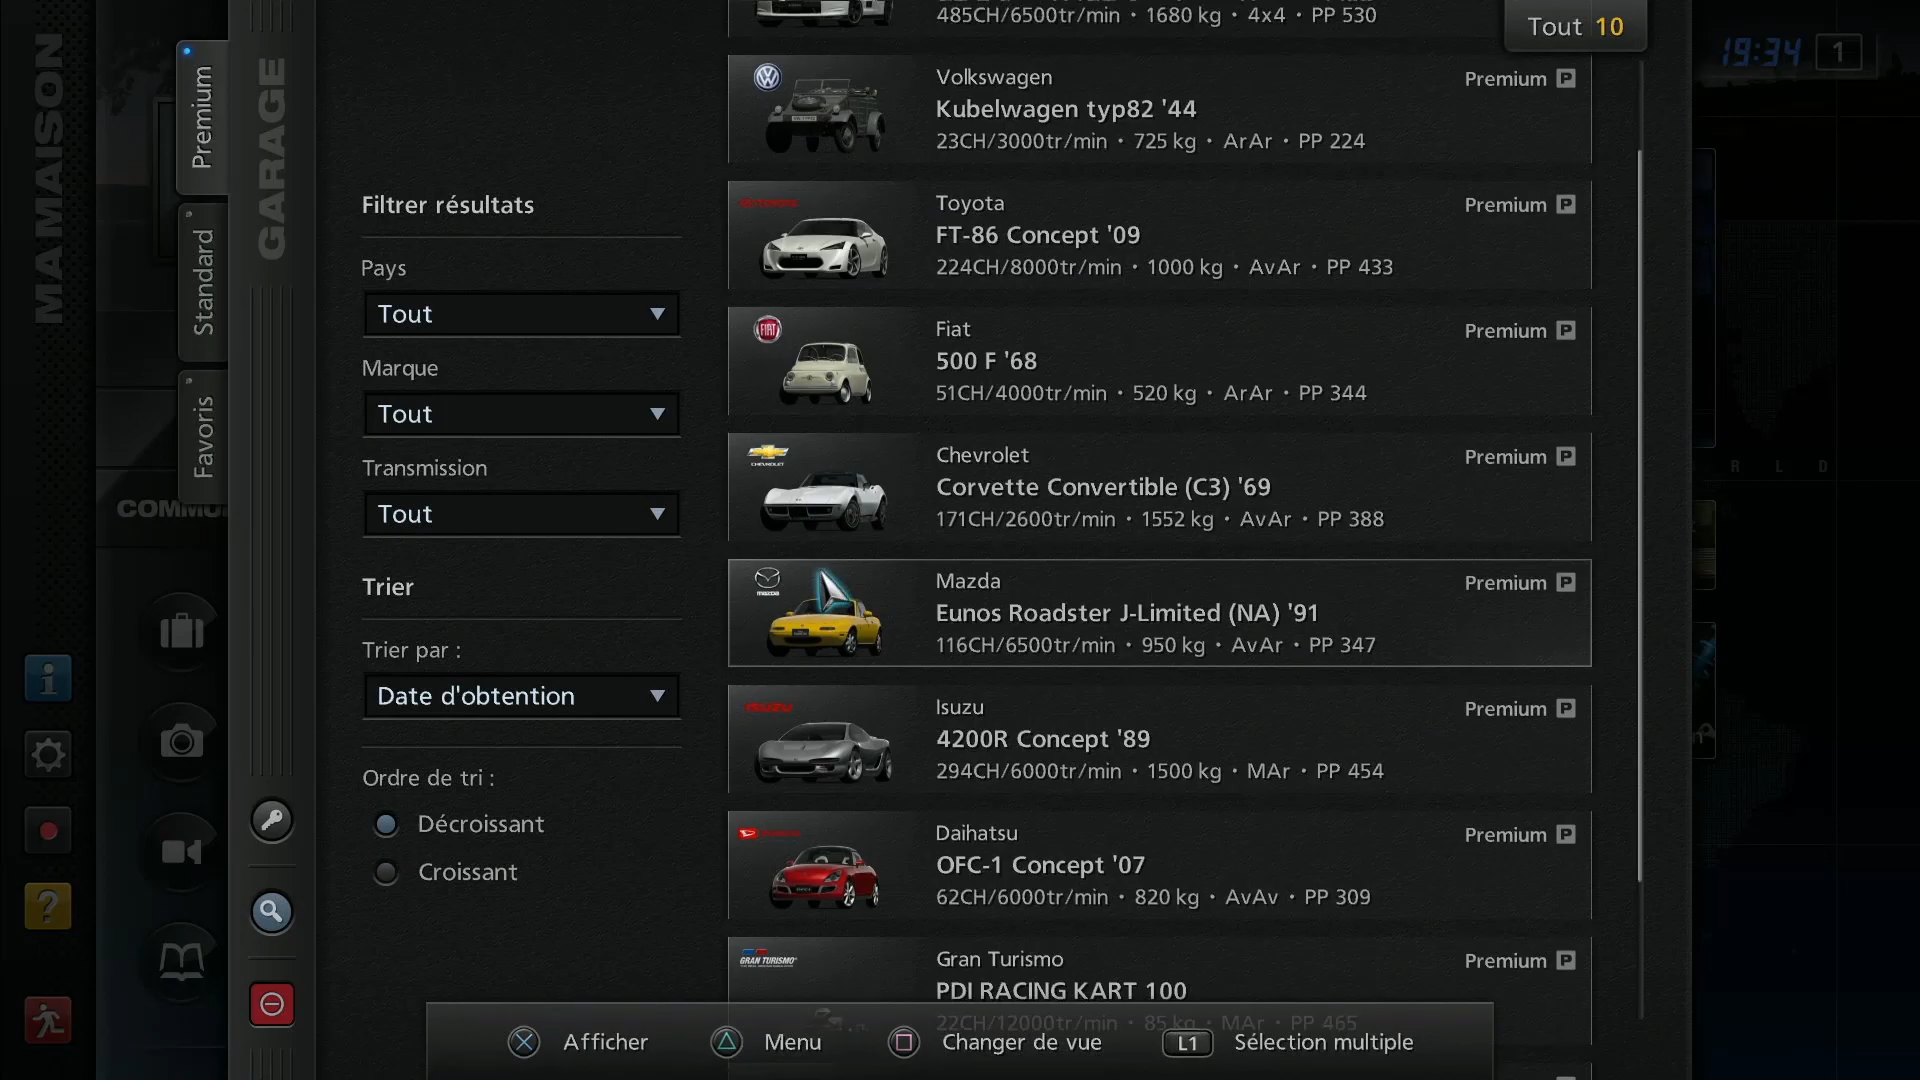 MAMAISON
Premium
Standard
Favoris
GARAGE
COMMU
Filtrer résultats
Pays
Tout
Marque
Tout
Transmission
Tout
Trier
Trier par :
Date d'obtention
Ordre de tri :
Décroissant
Croissant
Tout 10
19:34 1
485CH/6500tr/min • 1680 kg • 4x4 • PP 530
Volkswagen
Premium P
Kubelwagen typ82 '44
23CH/3000tr/min • 725 kg • ArAr • PP 224
Toyota
Premium P
FT-86 Concept '09
224CH/8000tr/min • 1000 kg • AvAr • PP 433
FIAT
Fiat
Premium P
500 F '68
51CH/4000tr/min • 520 kg • ArAr • PP 344
CHEVROLET
Chevrolet
Premium P
Corvette Convertible (C3) '69
171CH/2600tr/min • 1552 kg • AvAr • PP 388
mazda
Mazda
Premium P
Eunos Roadster J-Limited (NA) '91
116CH/6500tr/min • 950 kg • AvAr • PP 347
ISUZU
Isuzu
Premium P
4200R Concept '89
294CH/6000tr/min • 1500 kg • MAr • PP 454
Daihatsu
Premium P
OFC-1 Concept '07
62CH/6000tr/min • 820 kg • AvAv • PP 309
GRAN TURISMO
Gran Turismo
Premium P
PDI RACING KART 100
22CH/12000tr/min • 85 kg • MAr • PP 465
R L D
Afficher
Menu
Changer de vue
L1 Sélection multiple